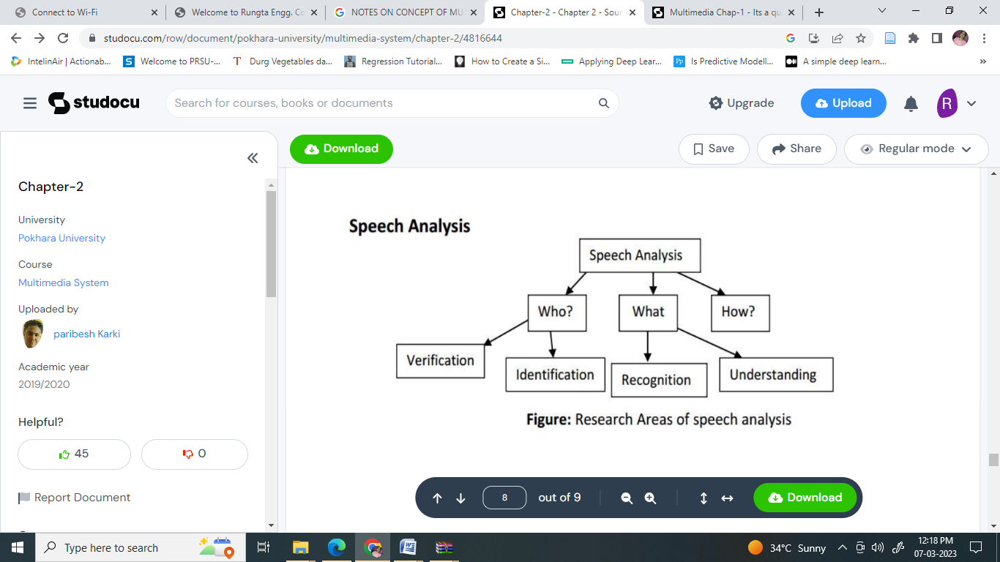 Connect to Wi-Fi
Welcome to Rungta Engg. Co
NOTES ON CONCEPT OF MU
Chapter-2 - Chapter 2 - Sour
Multimedia Chap-1 - Its a qu
studocu.com/row/document/pokhara-university/multimedia-system/chapter-2/4816644
IntelinAir | Actionab...
Welcome to PRSU-...
Durg Vegetables da...
Regression Tutorial...
How to Create a Si...
Applying Deep Lear...
Is Predictive Modell...
A simple deep learn...
studocu
Search for courses, books or documents
Upgrade
Upload
R
Download
Save
Share
Regular mode
Chapter-2
University
Pokhara University
Course
Multimedia System
Uploaded by
paribesh Karki
Academic year
2019/2020
Helpful?
45
0
Report Document
Speech Analysis
Speech Analysis
Who?
What
How?
Verification
Identification
Recognition
Understanding
Figure: Research Areas of speech analysis
8
out of 9
Download
Type here to search
34°C Sunny
12:18 PM
07-03-2023